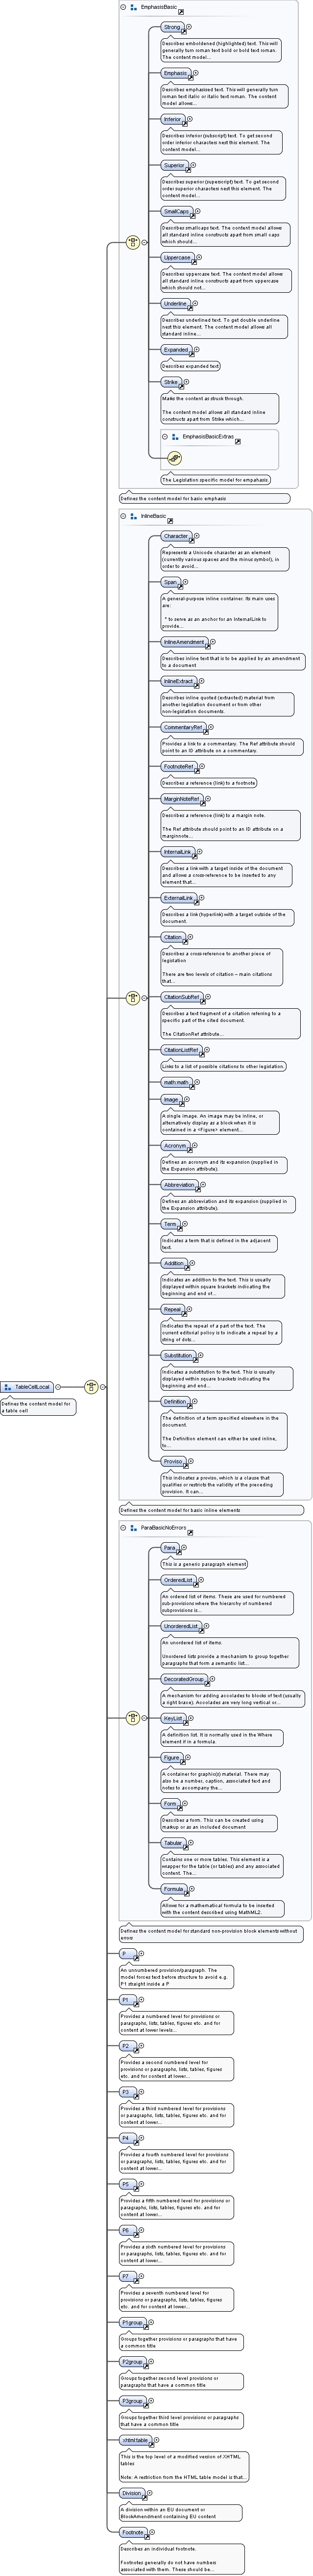 EmphasisBasic
Strong
Describes emboldened (highlighted) text. This will
generally turn roman text bold or bold text roman.
The content model...
Emphasis
Describes emphasized text. This will generally turn
roman text italic or italic text roman. The content
model allows...
Inferior
Describes inferior (subscript) text. To get second
order inferior characters nest this element. The
content model...
Superior
Describes superior (superscript) text. To get second
order superior characters nest this element. The
content model...
SmallCaps
Describes smallcaps text. The content model allows
all standard inline constructs apart from small caps
which should...
Uppercase
Describes uppercase text. The content model allows
all standard inline constructs apart from uppercase
which should not...
Underline
Describes underlined text. To get double underline
nest this element. The content model allows all
standard inline...
Expanded
Describes expanded text
Strike
Marks the content as struck through.
The content model allows all standard inline
constructs apart from Strike which...
EmphasisBasicExtras
The Legislation specific model for empahasis.
Defines the content model for basic emphasis
InlineBasic
Character
Represents a Unicode character as an element
(currently various spaces and the minus symbol), in
order to avoid...
Span
A general-purpose inline container. Its main uses
are:
* to serve as an anchor for an InternalLink to
provide...
InlineAmendment
Describes inline text that is to be applied by an amendment
to a document
InlineExtract
Describes inline quoted (extracted) material from
another legislation document or from other
non-legislation documents.
CommentaryRef
Provides a link to a commentary. The Ref attribute should
point to an ID attribute on a commentary.
FootnoteRef
Describes a reference (link) to a footnote
MarginNoteRef
Describes a reference (link) to a margin note.
The Ref attribute should point to an ID attribute on a
marginnote...
InternalLink
Describes a link with a target inside of the document
and allows a cross-reference to be inserted to any
element that...
ExternalLink
Describes a link (hyperlink) with a target outside of the
document.
Citation
Describes a cross-reference to another piece of
legislation
There are two levels of citation – main citations
that...
CitationSubRef
Describes a text fragment of a citation referring to a
specific part of the cited document.
The CitationRef attribute...
CitationListRef
Links to a list of possible citations to other legislation
math:math
Image
A single image. An image may be inline, or
alternatively display as a block when it is
contained in a <Figure> element...
Acronym
Defines an acronym and its expansion (supplied in
the Expansion attribute).
Abbreviation
Defines an abbreviation and its expansion (supplied in
the Expansion attribute).
Term
Indicates a term that is defined in the adjacent
text.
Addition
Indicates an addition to the text. This is usually
displayed within square brackets indicating the
beginning and end of...
Repeal
Indicates the repeal of a part of the text. The
current editorial policy is to indicate a repeal by a
string of dots...
Substitution
Indicates a substitution to the text. This is usually
displayed within square brackets indicating the
beginning and end...
Definition
The definition of a term specified elsewhere in the
document.
The Definition element can either be used inline,
to...
Proviso
This indicates a proviso, which is a clause that
qualifies or restricts the validity of the preceding
provision. It can...
Defines the content model for basic inline elements
TableCellLocal
Defines the content model for
a table cell
ParaBasicNoErrors
Para
This is a generic paragraph element
OrderedList
An ordered list of items. These are used for numbered
sub-provisions where the hierarchy of numbered
subprovisions is...
UnorderedList
An unordered list of items.
Unordered lists provide a mechanism to group together
paragraphs that form a semantic list...
DecoratedGroup
A mechanism for adding accolades to blocks of text (usually
a right brace). Accolades are very long vertical or...
KeyList
A definition list. It is normally used in the Where
element if in a formula.
Figure
A container for graphic(s) material. There may
also be a number, caption, associated text and
notes to accompany the...
Form
Describes a form. This can be created using
markup or as an included document
Tabular
Contains one or more tables. This element is a
wrapper for the table (or tables) and any associated
content. The...
Formula
Allows for a mathematical formula to be inserted
with the content described using MathML2.
Defines the content model for standard non-provision block elements without
errors
P
An unnumbered provision/paragraph. The
model forces text before structure to avoid e.g.
P1 straight inside a P
P1
Provides a numbered level for provisions or
paragraphs, lists, tables, figures etc. and for
content at lower levels...
P2
Provides a second numbered level for
provisions or paragraphs, lists, tables, figures
etc. and for content at lower...
P3
Provides a third numbered level for provisions
or paragraphs, lists, tables, figures etc. and for
content at lower...
P4
Provides a fourth numbered level for provisions
or paragraphs, lists, tables, figures etc. and for
content at lower...
P5
Provides a fifth numbered level for provisions or
paragraphs, lists, tables, figures etc. and for
content at lower...
P6
Provides a sixth numbered level for provisions
or paragraphs, lists, tables, figures etc. and for
content at lower...
P7
Provides a seventh numbered level for
provisions or paragraphs, lists, tables, figures
etc. and for content at lower...
P1group
Groups together provisions or paragraphs that have
a common title
P2group
Groups together second level provisions or
paragraphs that have a common title
P3group
Groups together third level provisions or paragraphs
that have a common title
xhtml:table
This is the top level of a modified version of XHTML
tables
Note: A restriction from the HTML table model is that...
Division
A division within an EU document or
BlockAmendment containing EU content
Footnote
Describes an individual footnote.
Footnotes generally do not have numbers
associated with them. These should be...